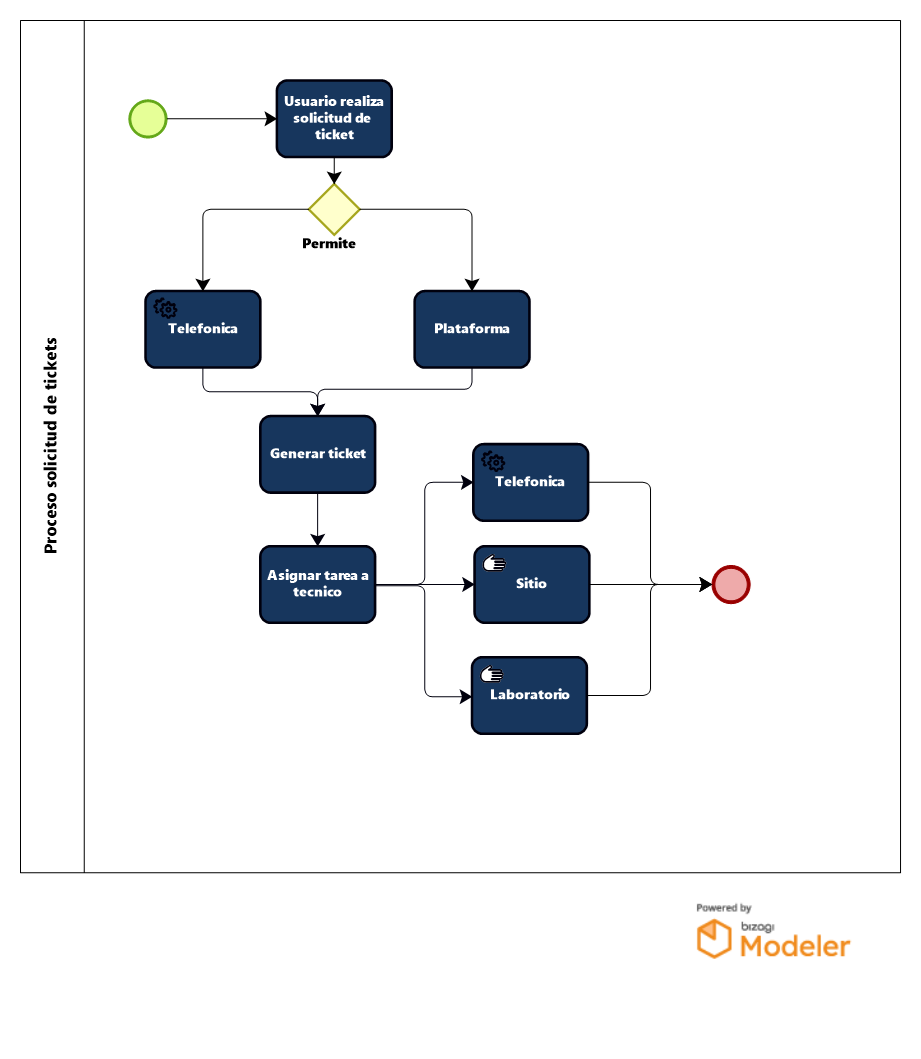 Proceso solicitud de tickets
Usuario realiza
solicitud de
ticket
Permite
Telefonica
Plataforma
Generar ticket
Telefonica
Asignar tarea a
tecnico
Sitio
Laboratorio
Powered by
bizagi
Modeler